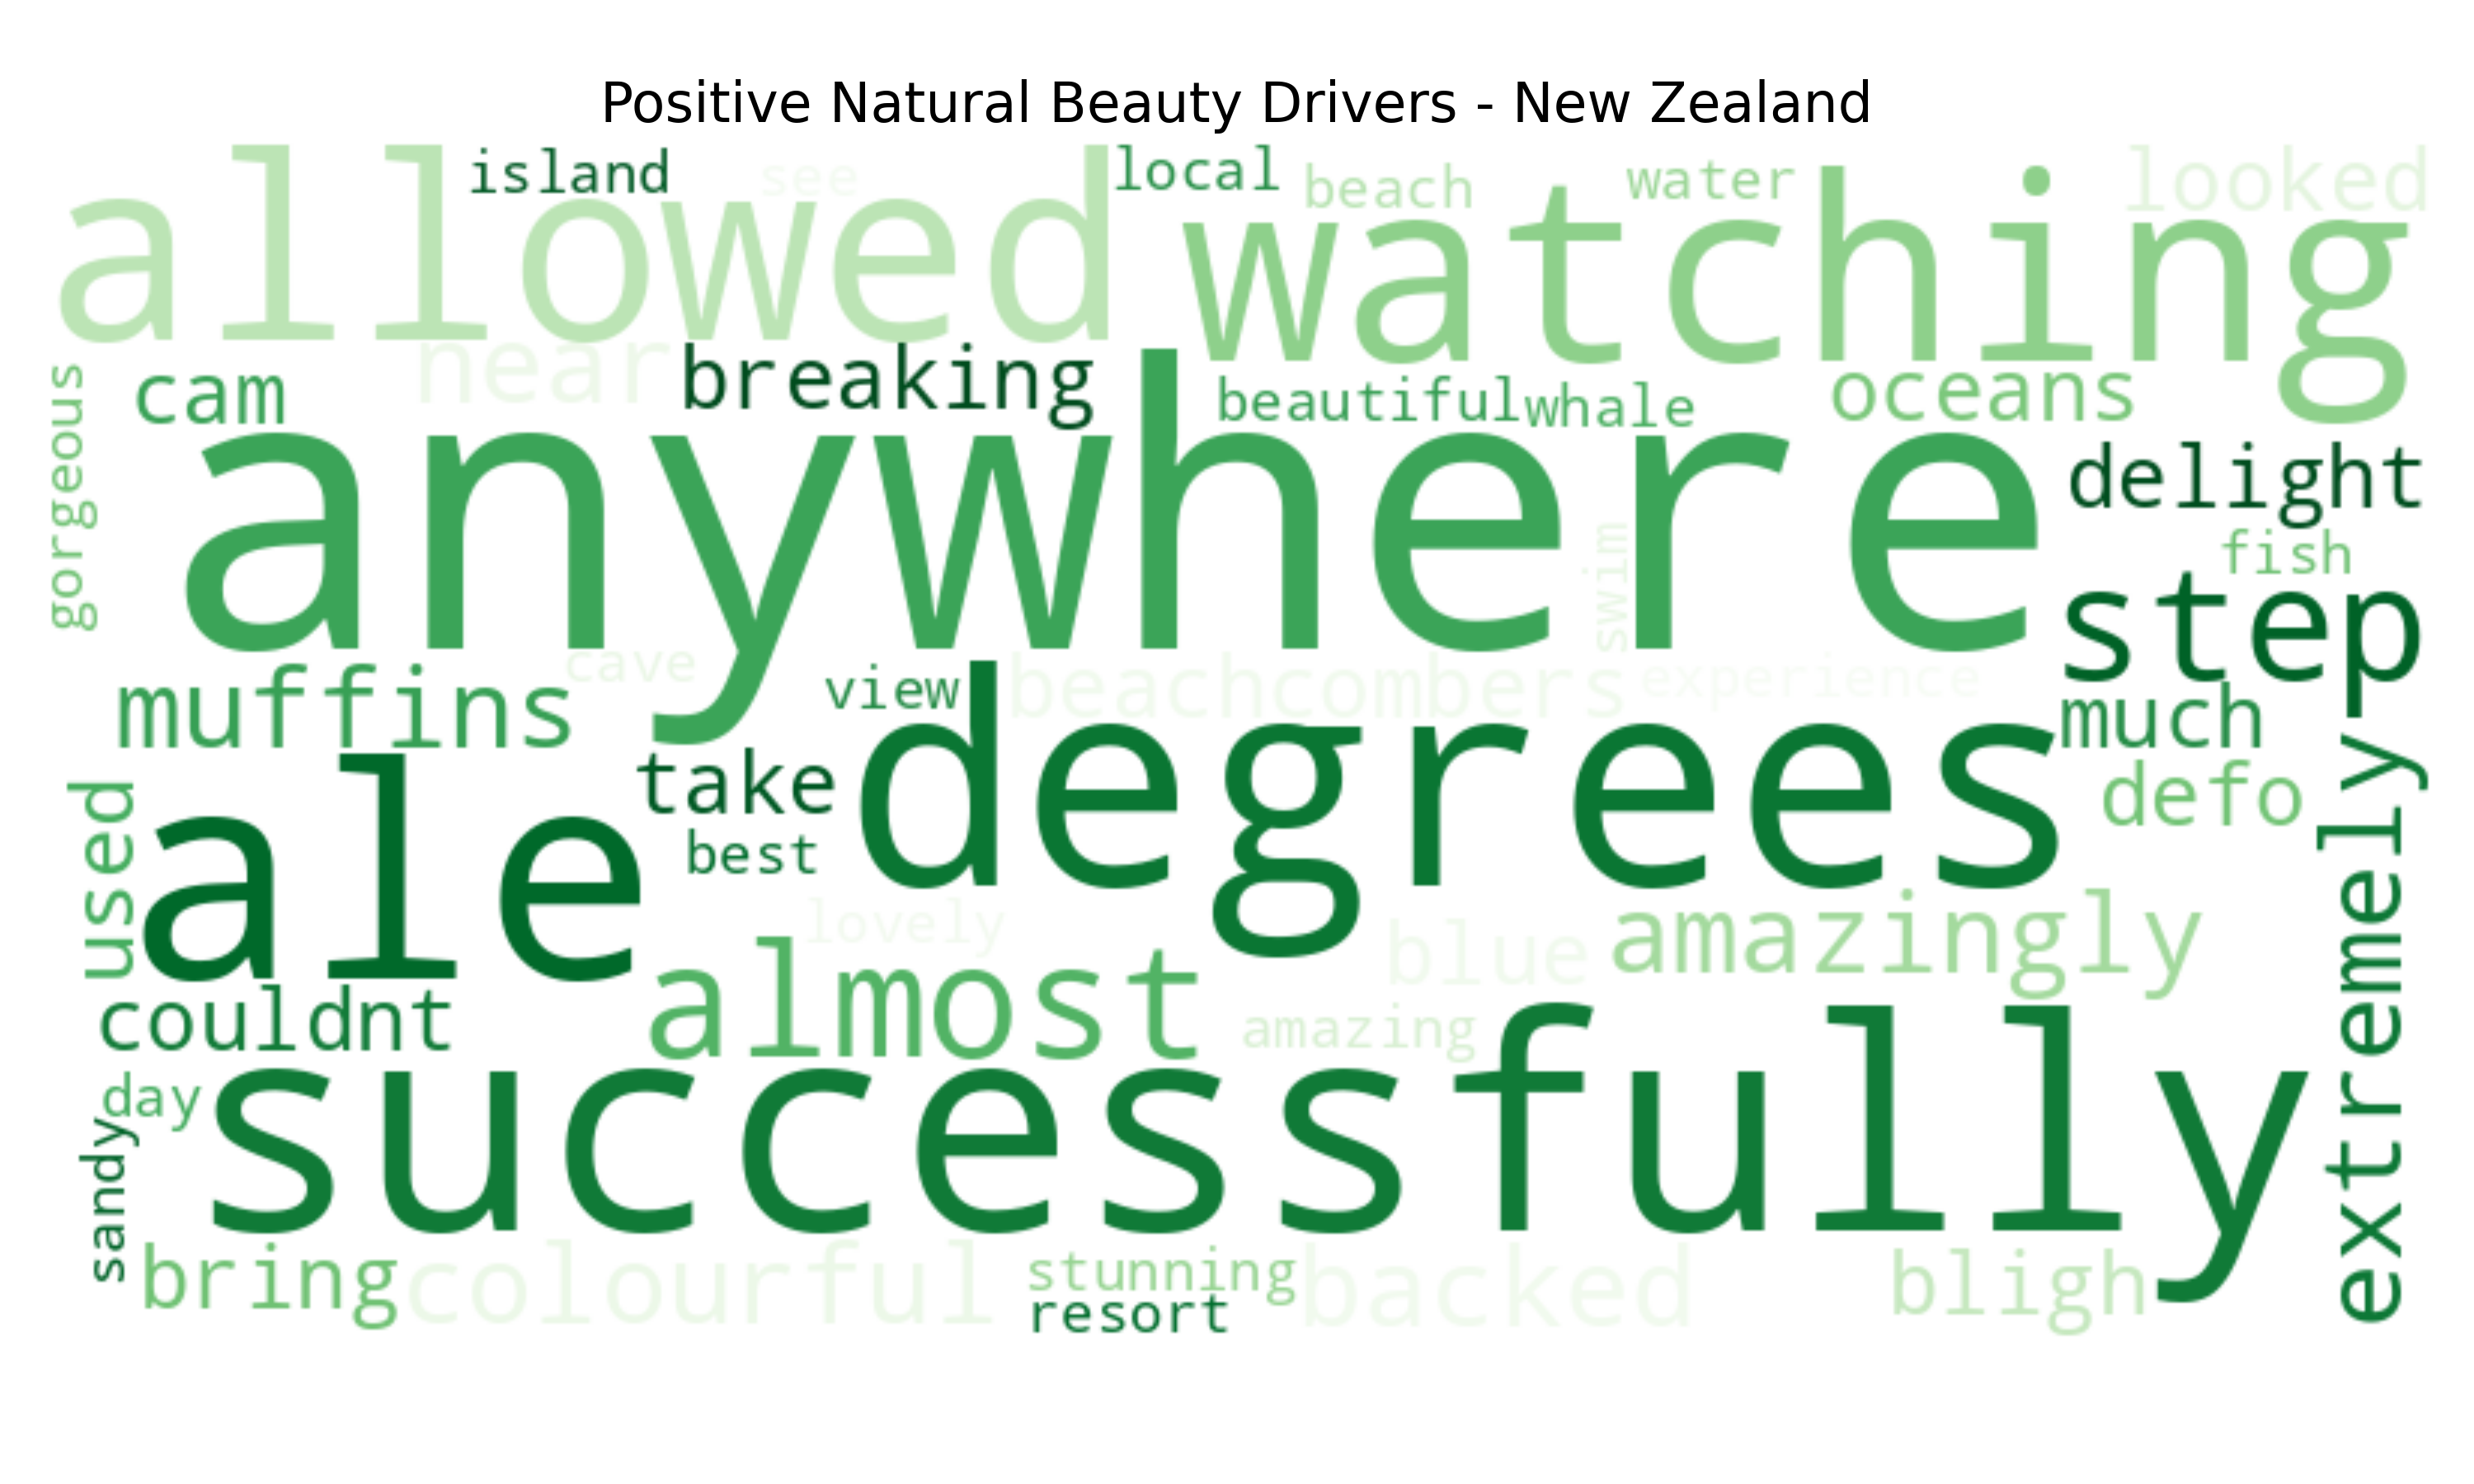 Positive Natural Beauty Drivers - New Zealand
island see local beach water looked
allowed watching
near breaking
cam beautiful whale oceans
gorgeous
anywhere
delight
fish
swim
step
cave beachcombers experience
muffins view much
take degrees defo
used ale best
extremely
lovely blue amazingly
couldnt almost amazing
day successfully
sandy
bring colourful stunning backed bligh
resort